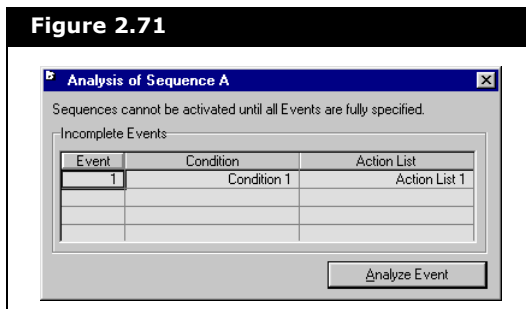 Figure 2.71
Analysis of Sequence A
Sequences cannot be activated until all Events are fully specified.
Incomplete Events
Event Condition Action List
1 Condition 1 Action List 1
Analyze Event